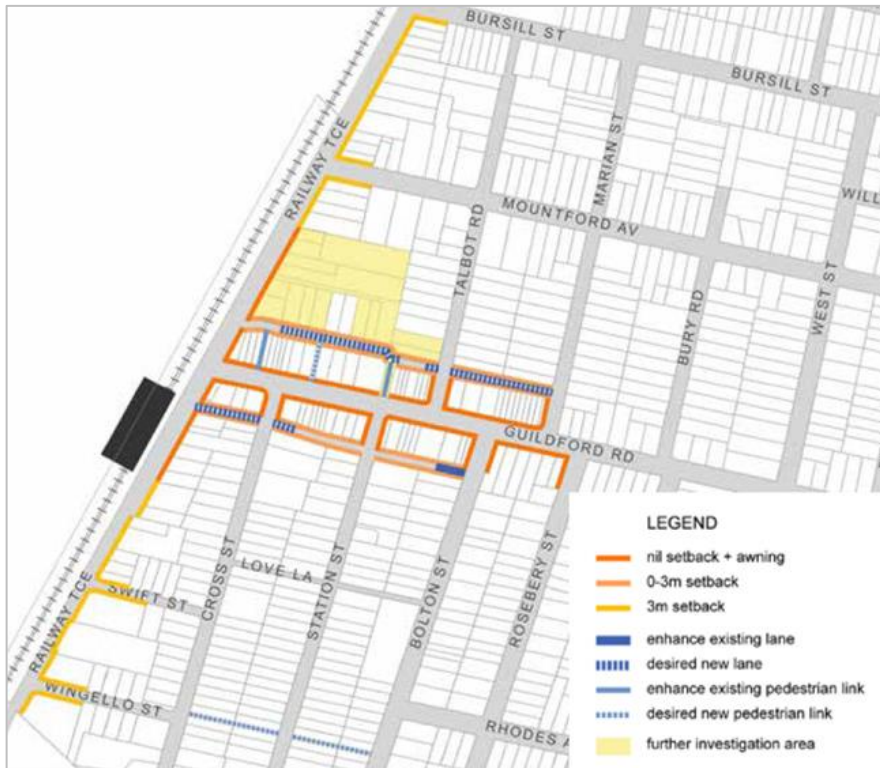 BURSILL ST
BURSILL ST
RAILWAY TCE
MARIAN ST
WILL
MOUNTFORD AV
TALBOT RD
WEST ST
BURY RD
GUILDFORD RD
LEGEND
nil setback + awning
0-3m setback
3m setback
enhance existing lane
desired new lane
enhance existing pedestrian link
desired new pedestrian link
further investigation area
CROSS ST
LOVE LA
STATION ST
BOLTON ST
ROSEBERY ST
RAILWAY TCE
SWIFT ST
WINGELLO ST
RHODES A